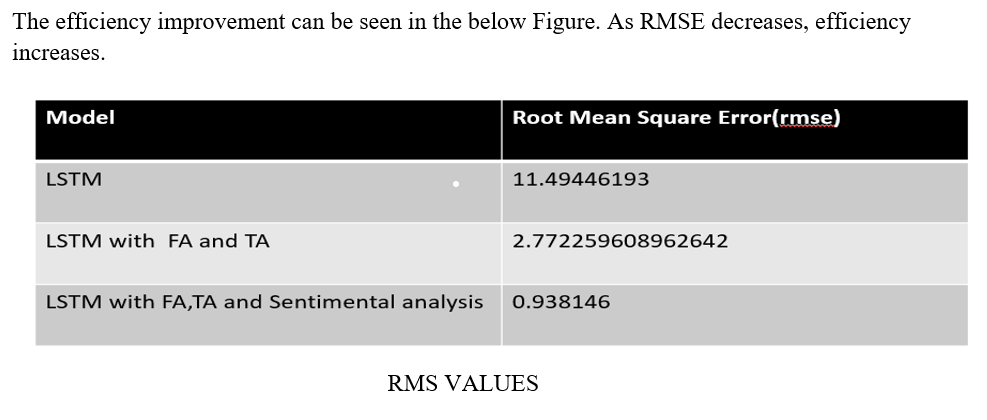 The efficiency improvement can be seen in the below Figure. As RMSE decreases, efficiency
increases.
Model Root Mean Square Error(rmse)
LSTM 11.49446193
LSTM with  FA and TA 2.772259608962642
LSTM with FA,TA and Sentimental analysis 0.938146
RMS VALUES